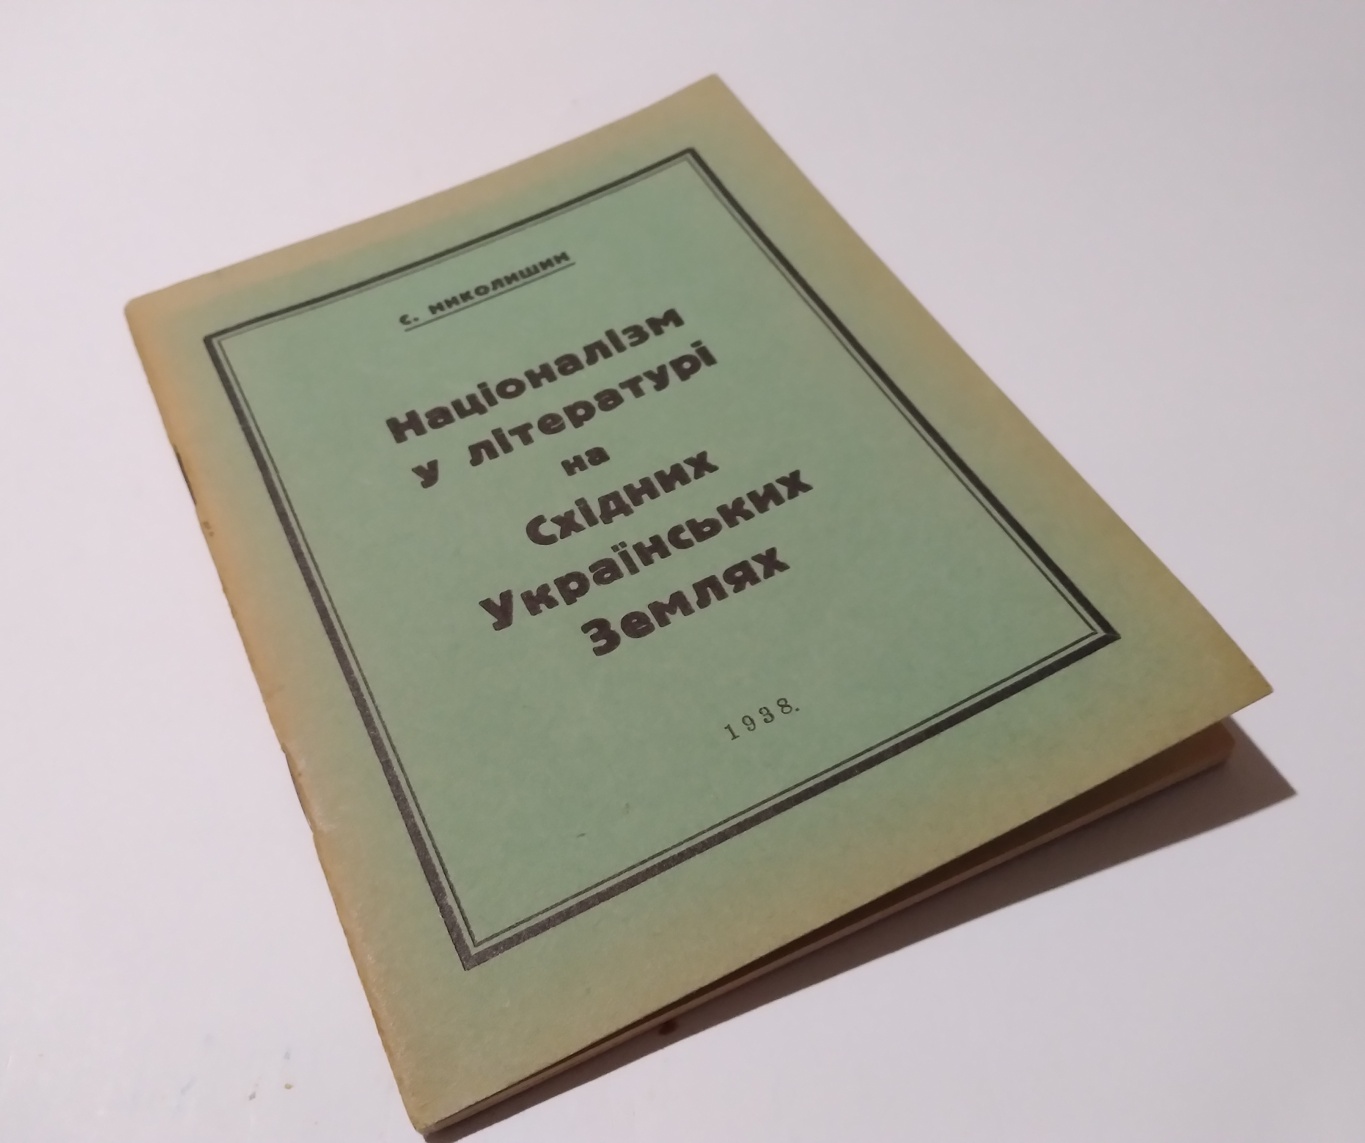 С. НИКОЛИШИН
Націоналізм
у літературі
на
Східних
Українських
Землях
1938.